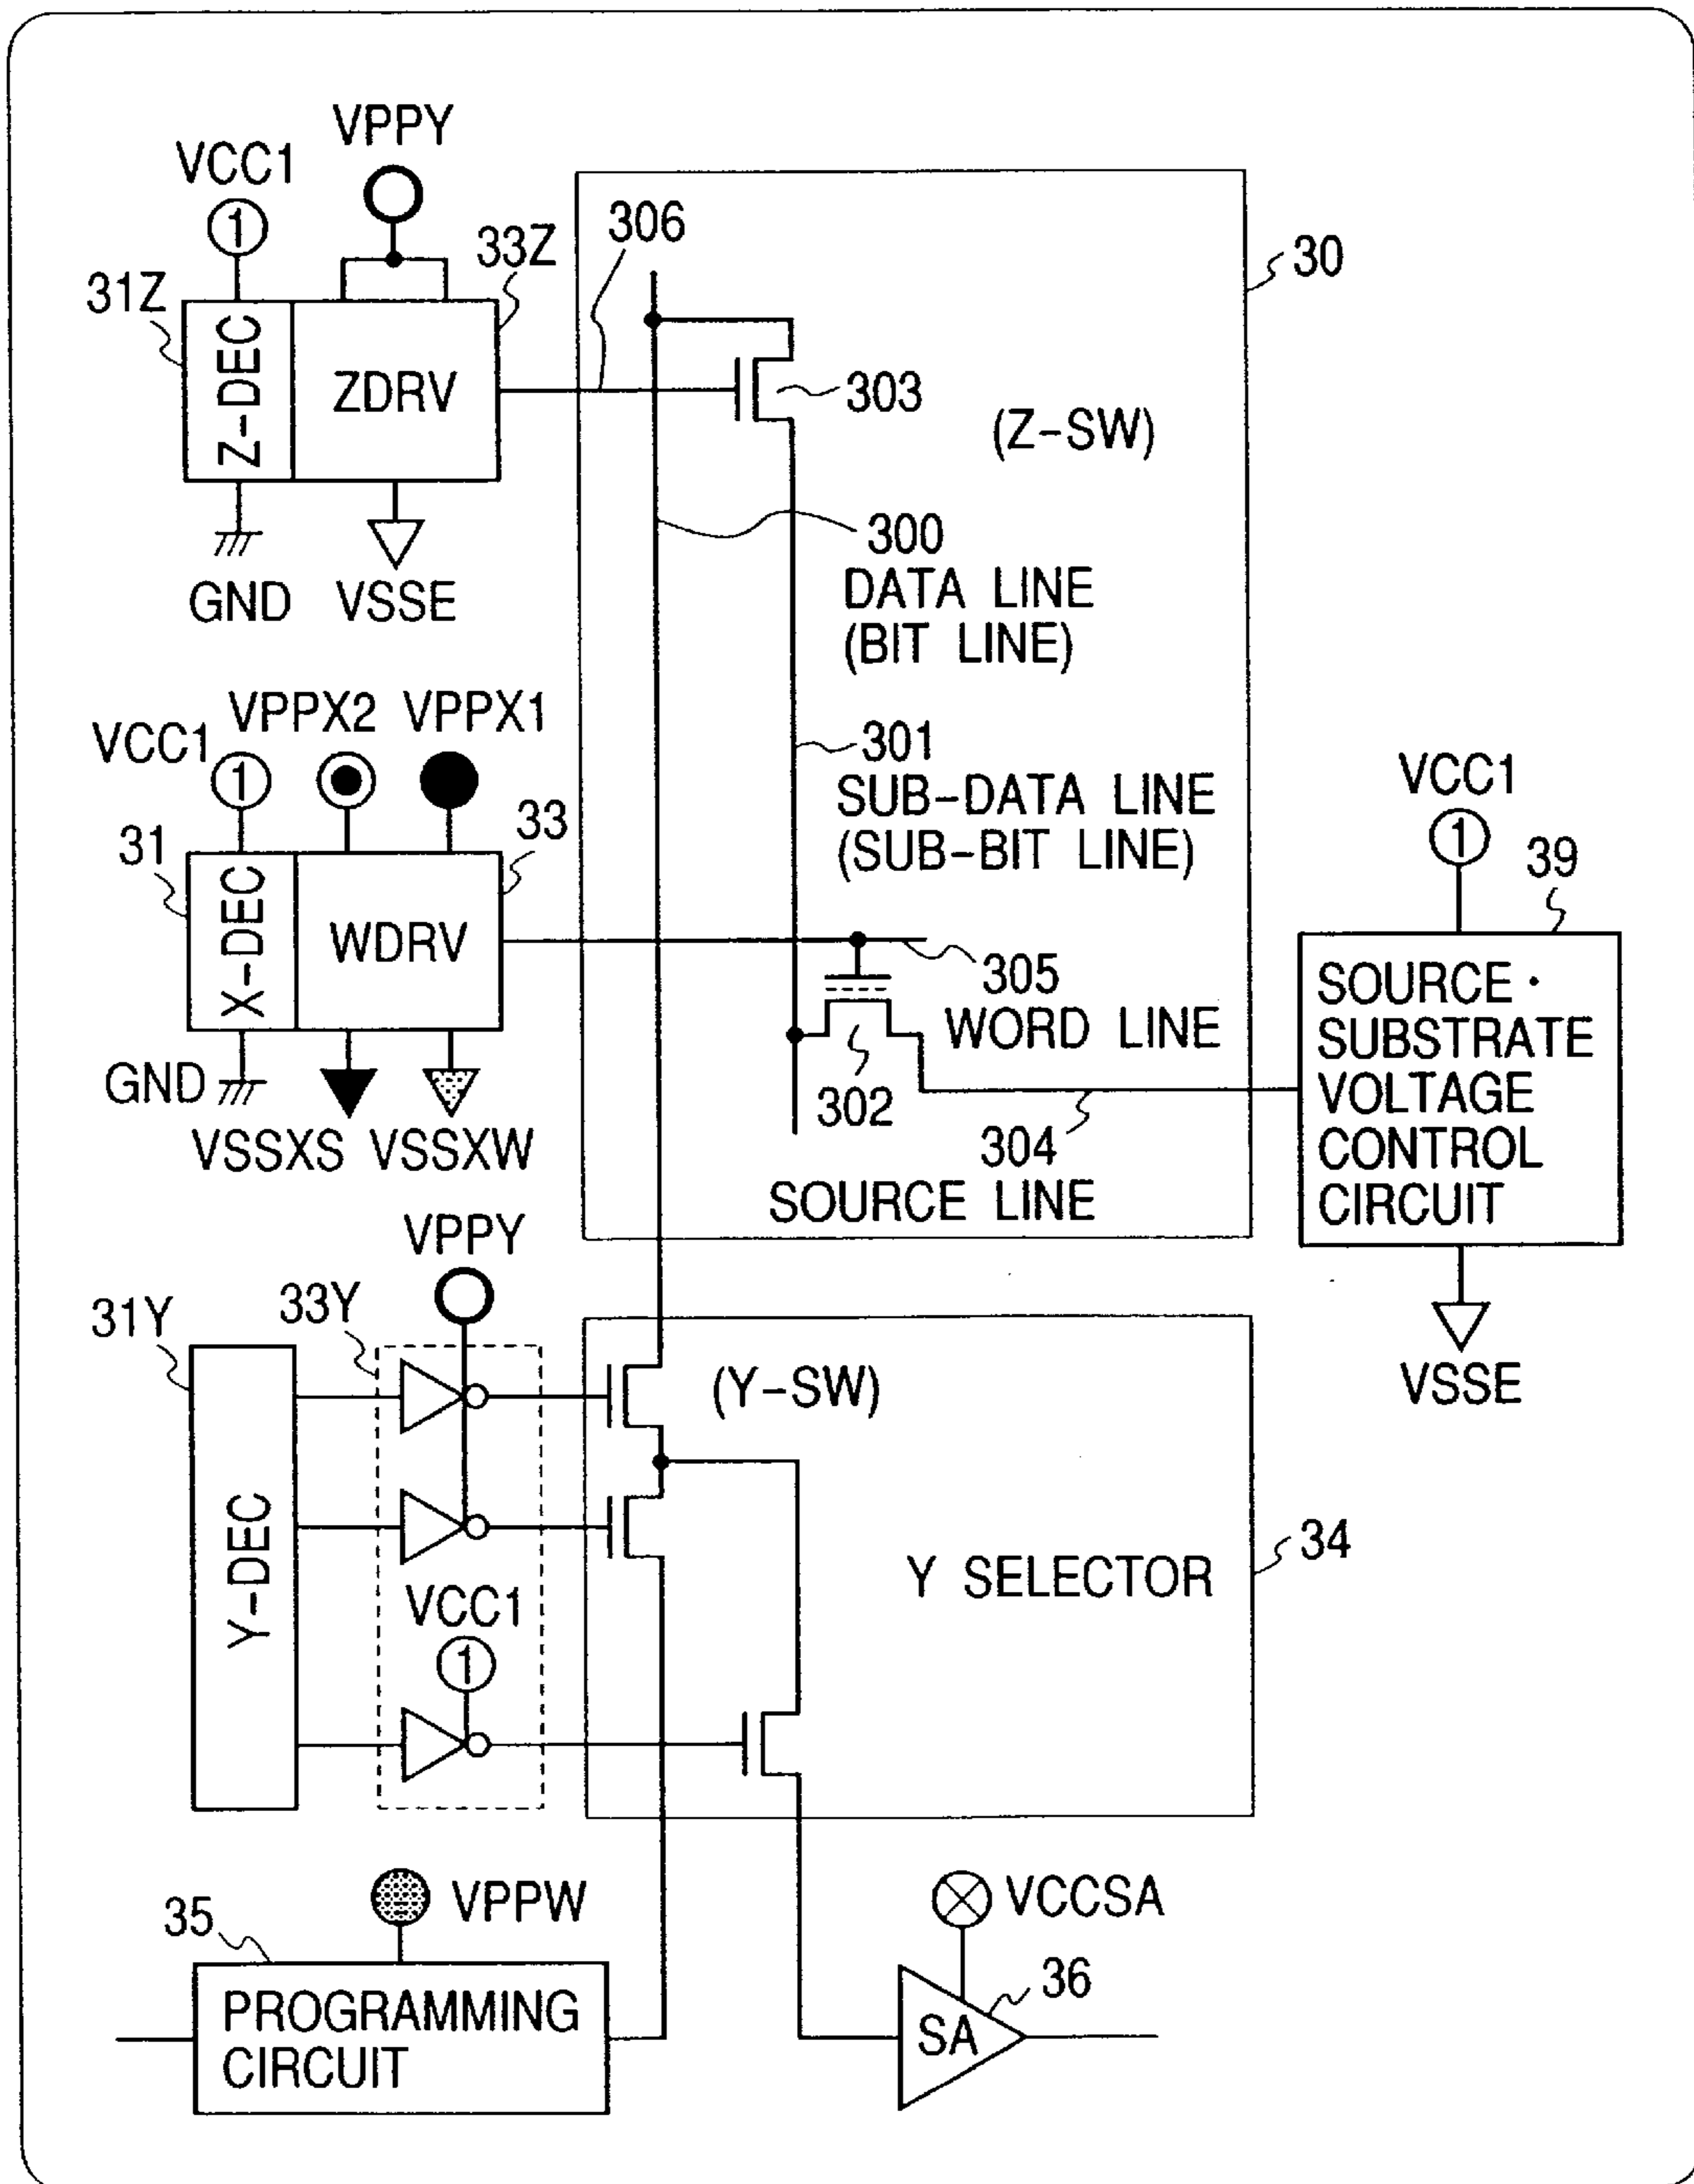 VPPY
VCC1
1
306
33Z
30
31Z
Z-DEC
ZDRV
303
(Z-SW)
300
DATA LINE
(BIT LINE)
GND
VSSE
VPPX2
VPPX1
VCC1
1
301
SUB-DATA LINE
(SUB-BIT LINE)
VCC1
1
31
33
39
X-DEC
WDRV
305
WORD LINE
SOURCE·
SUBSTRATE
VOLTAGE
CONTROL
CIRCUIT
GND
302
VSSXS
VSSXW
304
SOURCE LINE
VPPY
31Y
33Y
VSSE
(Y-SW)
Y-DEC
34
Y SELECTOR
VCC1
1
VPPW
VCCSA
35
36
PROGRAMMING
CIRCUIT
SA